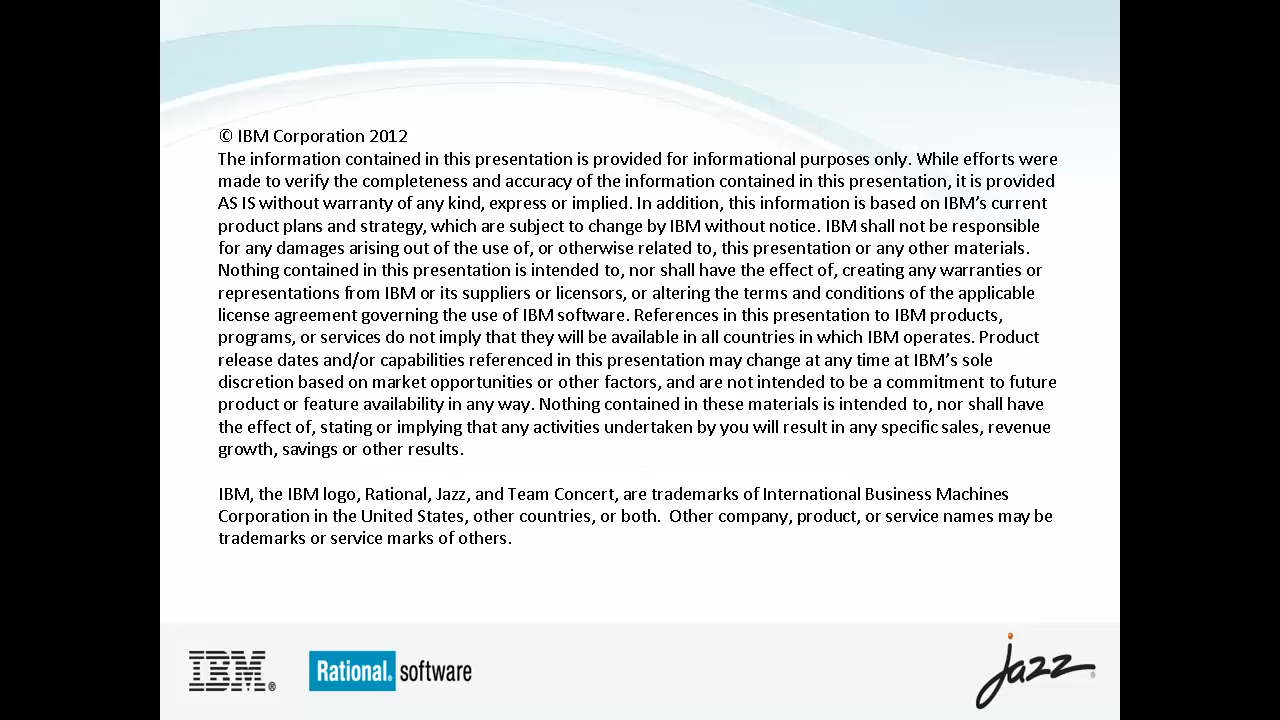 © IBM Corporation 2012
The information contained in this presentation is provided for informational purposes only. While efforts were
made to verify the completeness and accuracy of the information contained in this presentation, it is provided
AS IS without warranty of any kind, express or implied. In addition, this information is based on IBM's current
product plans and strategy, which are subject to change by IBM without notice. IBM shall not be responsible
for any damages arising out of the use of, or otherwise related to, this presentation or any other materials.
Nothing contained in this presentation is intended to, nor shall have the effect of, creating any warranties or
representations from IBM or its suppliers or licensors, or altering the terms and conditions of the applicable
license agreement governing the use of IBM software. References in this presentation to IBM products,
programs, or services do not imply that they will be available in all countries in which IBM operates. Product
release dates and/or capabilities referenced in this presentation may change at any time at IBM's sole
discretion based on market opportunities or other factors, and are not intended to be a commitment to future
product or feature availability in any way. Nothing contained in these materials is intended to, nor shall have
the effect of, stating or implying that any activities undertaken by you will result in any specific sales, revenue
growth, savings or other results.
IBM, the IBM logo, Rational, Jazz, and Team Concert, are trademarks of International Business Machines
Corporation in the United States, other countries, or both.  Other company, product, or service names may be
trademarks or service marks of others.
IBM® Rational. software jazz®